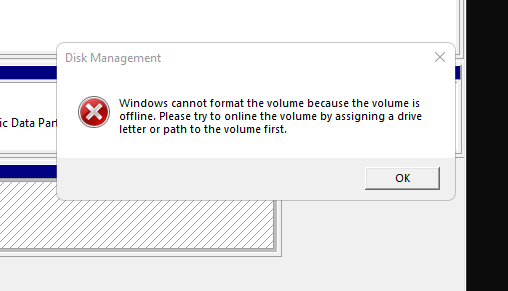 Disk Management
Windows cannot format the volume because the volume is
offline. Please try to online the volume by assigning a drive
ic Data Part
letter or path to the volume first.
OK